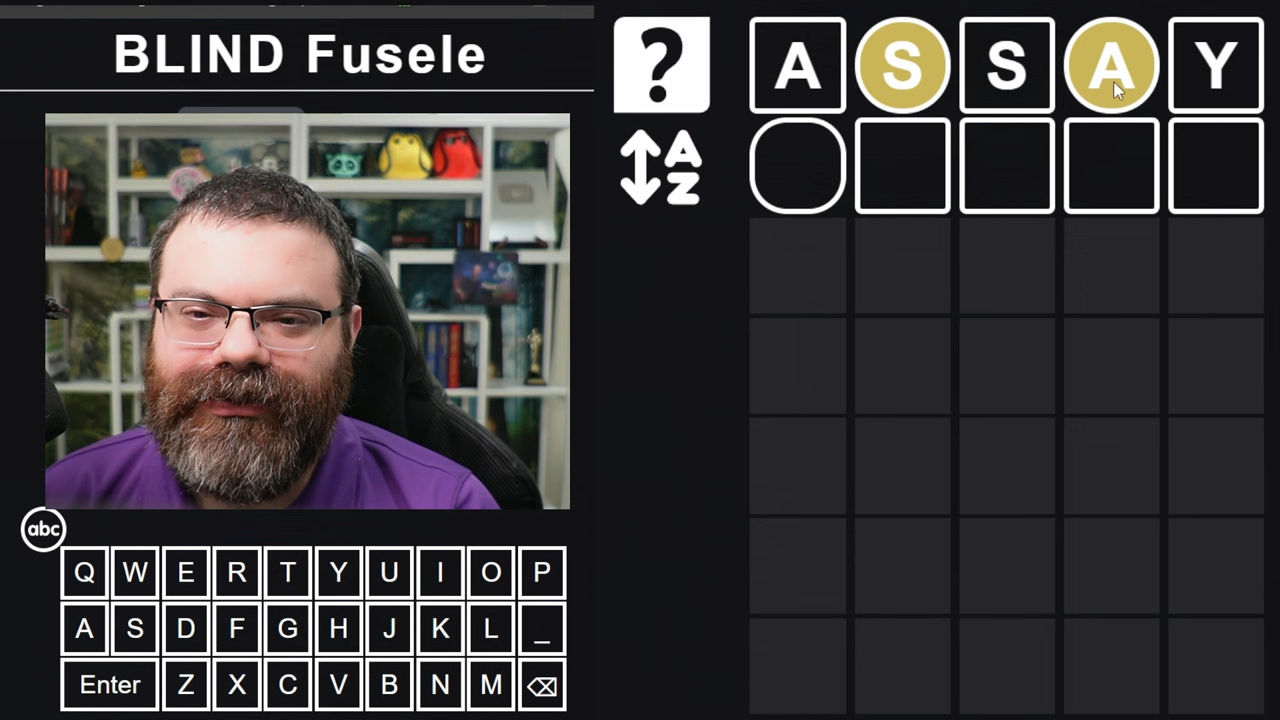 BLIND Fusele
? A S S A Y
A
Z
abc
Q W E R T Y U I O P
A S D F G H J K L _
Enter Z X C V B N M ⌫